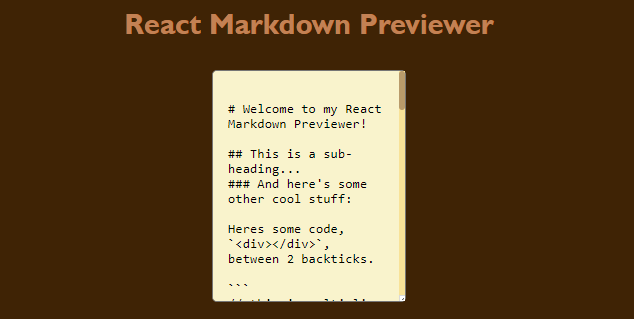 React Markdown Previewer
# Welcome to my React
Markdown Previewer!
## This is a sub-
heading...
### And here's some
other cool stuff:
Heres some code,
`<div></div>`,
between 2 backticks.
```